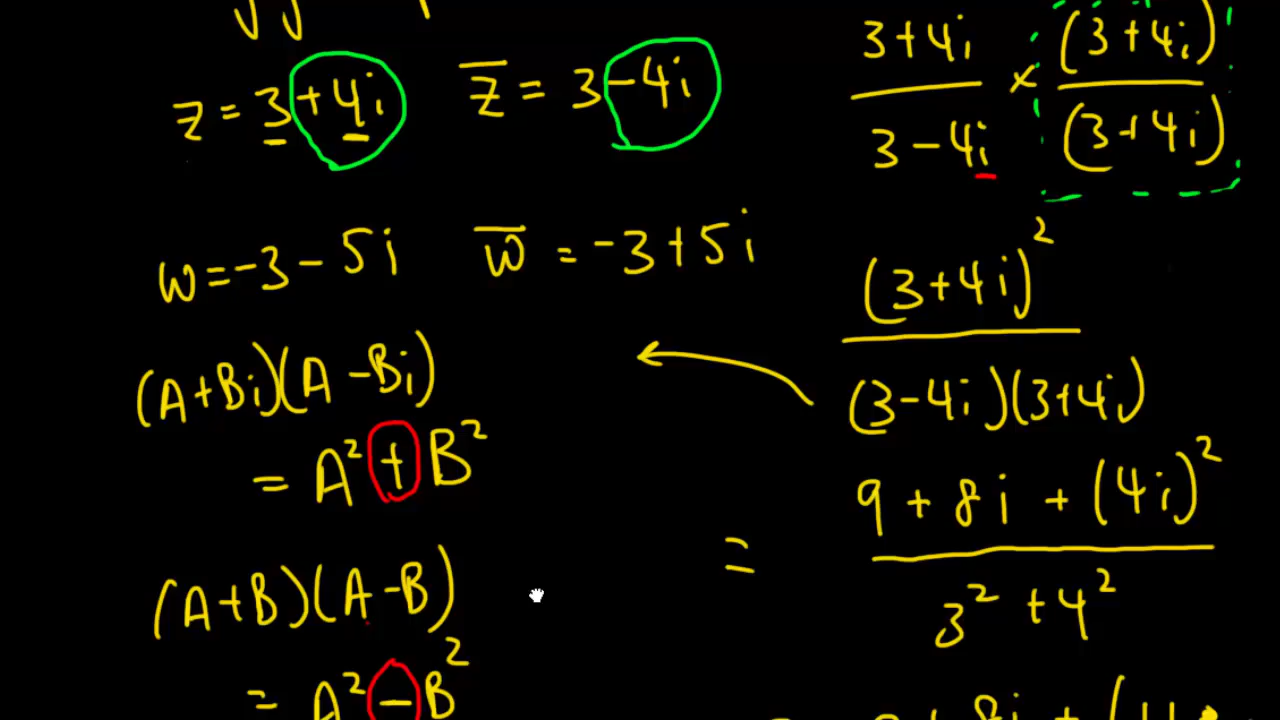 z = 3 + 4i
z̅ = 3 - 4i
w = -3 - 5i
w̅ = -3 + 5i
(A+Bi)(A-Bi)
= A² + B²
(A+B)(A-B)
= A² - B²
3+4i / 3-4i × (3+4i) / (3+4i)
(3+4i)²
(3-4i)(3+4i)
= 9 + 8i + (4i)²
3² + 4²